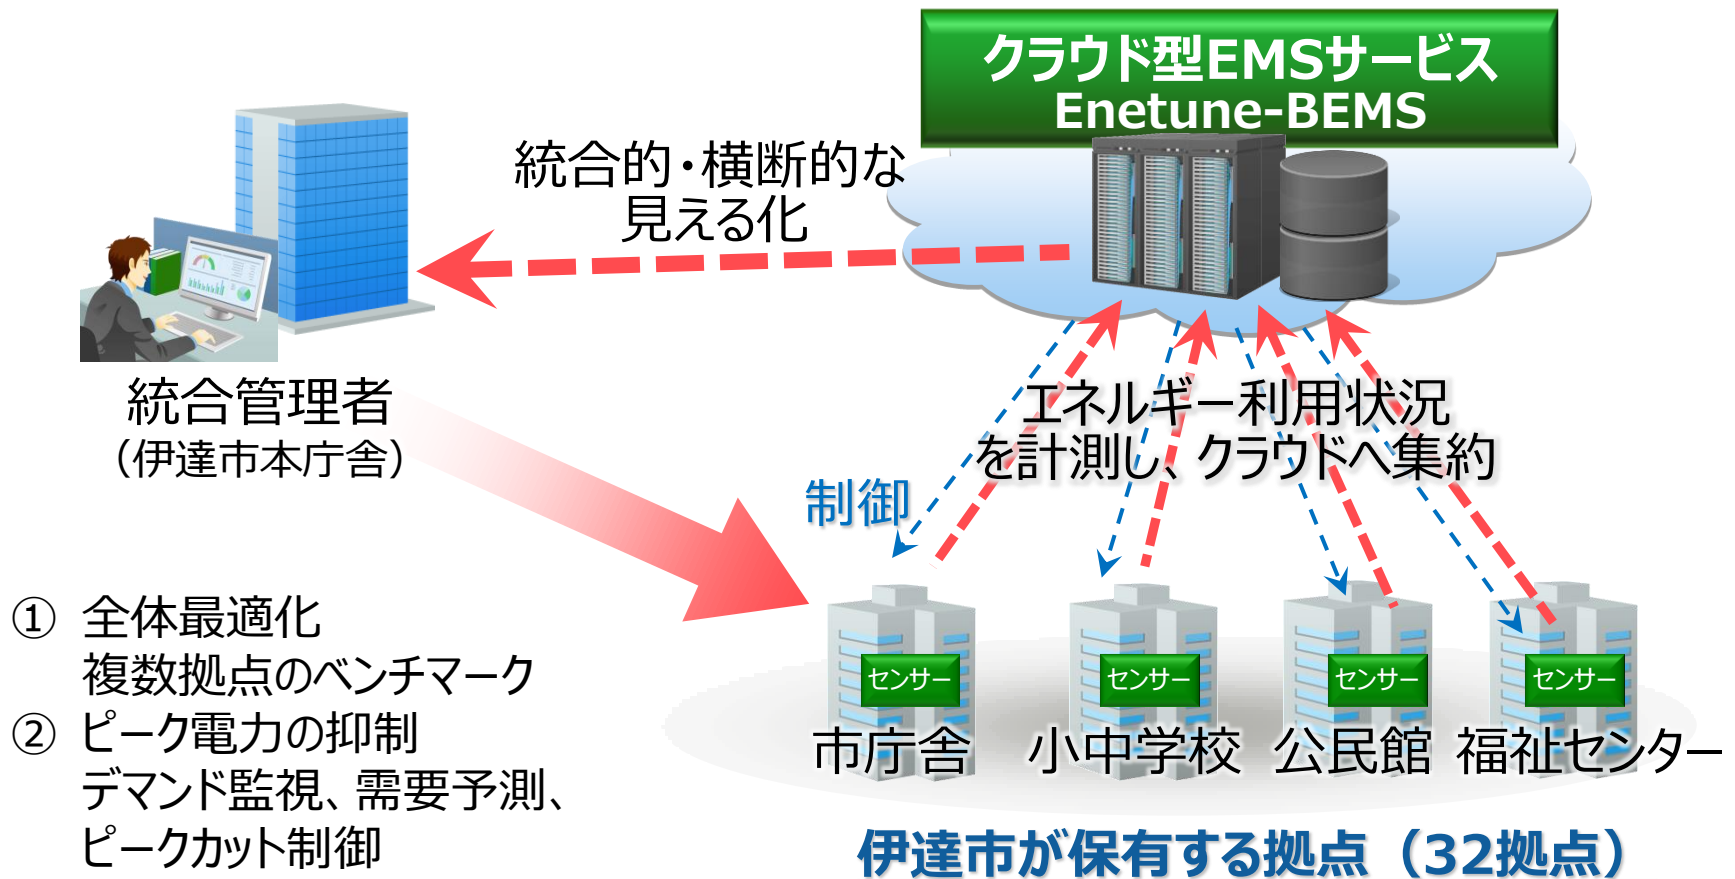 クラウド型EMSサービス
Enetune-BEMS
統合的・横断的な
見える化
統合管理者
（伊達市本庁舎）
エネルギー利用状況
を計測し、クラウドへ集約
制御
① 全体最適化
複数拠点のベンチマーク
② ピーク電力の抑制
デマンド監視、需要予測、
ピークカット制御
センサー
センサー
センサー
センサー
市庁舎
小中学校
公民館
福祉センター
伊達市が保有する拠点（32拠点）